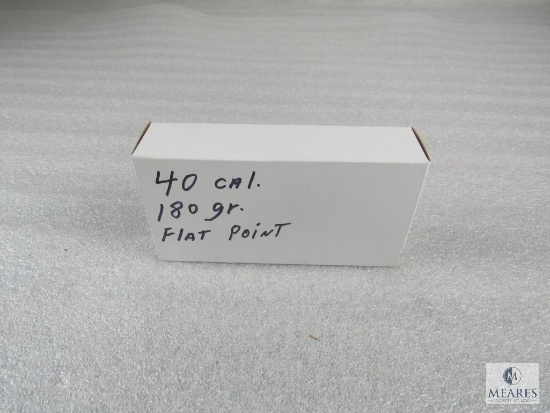 40 cal.
180 gr.
Flat Point
M
MEARES